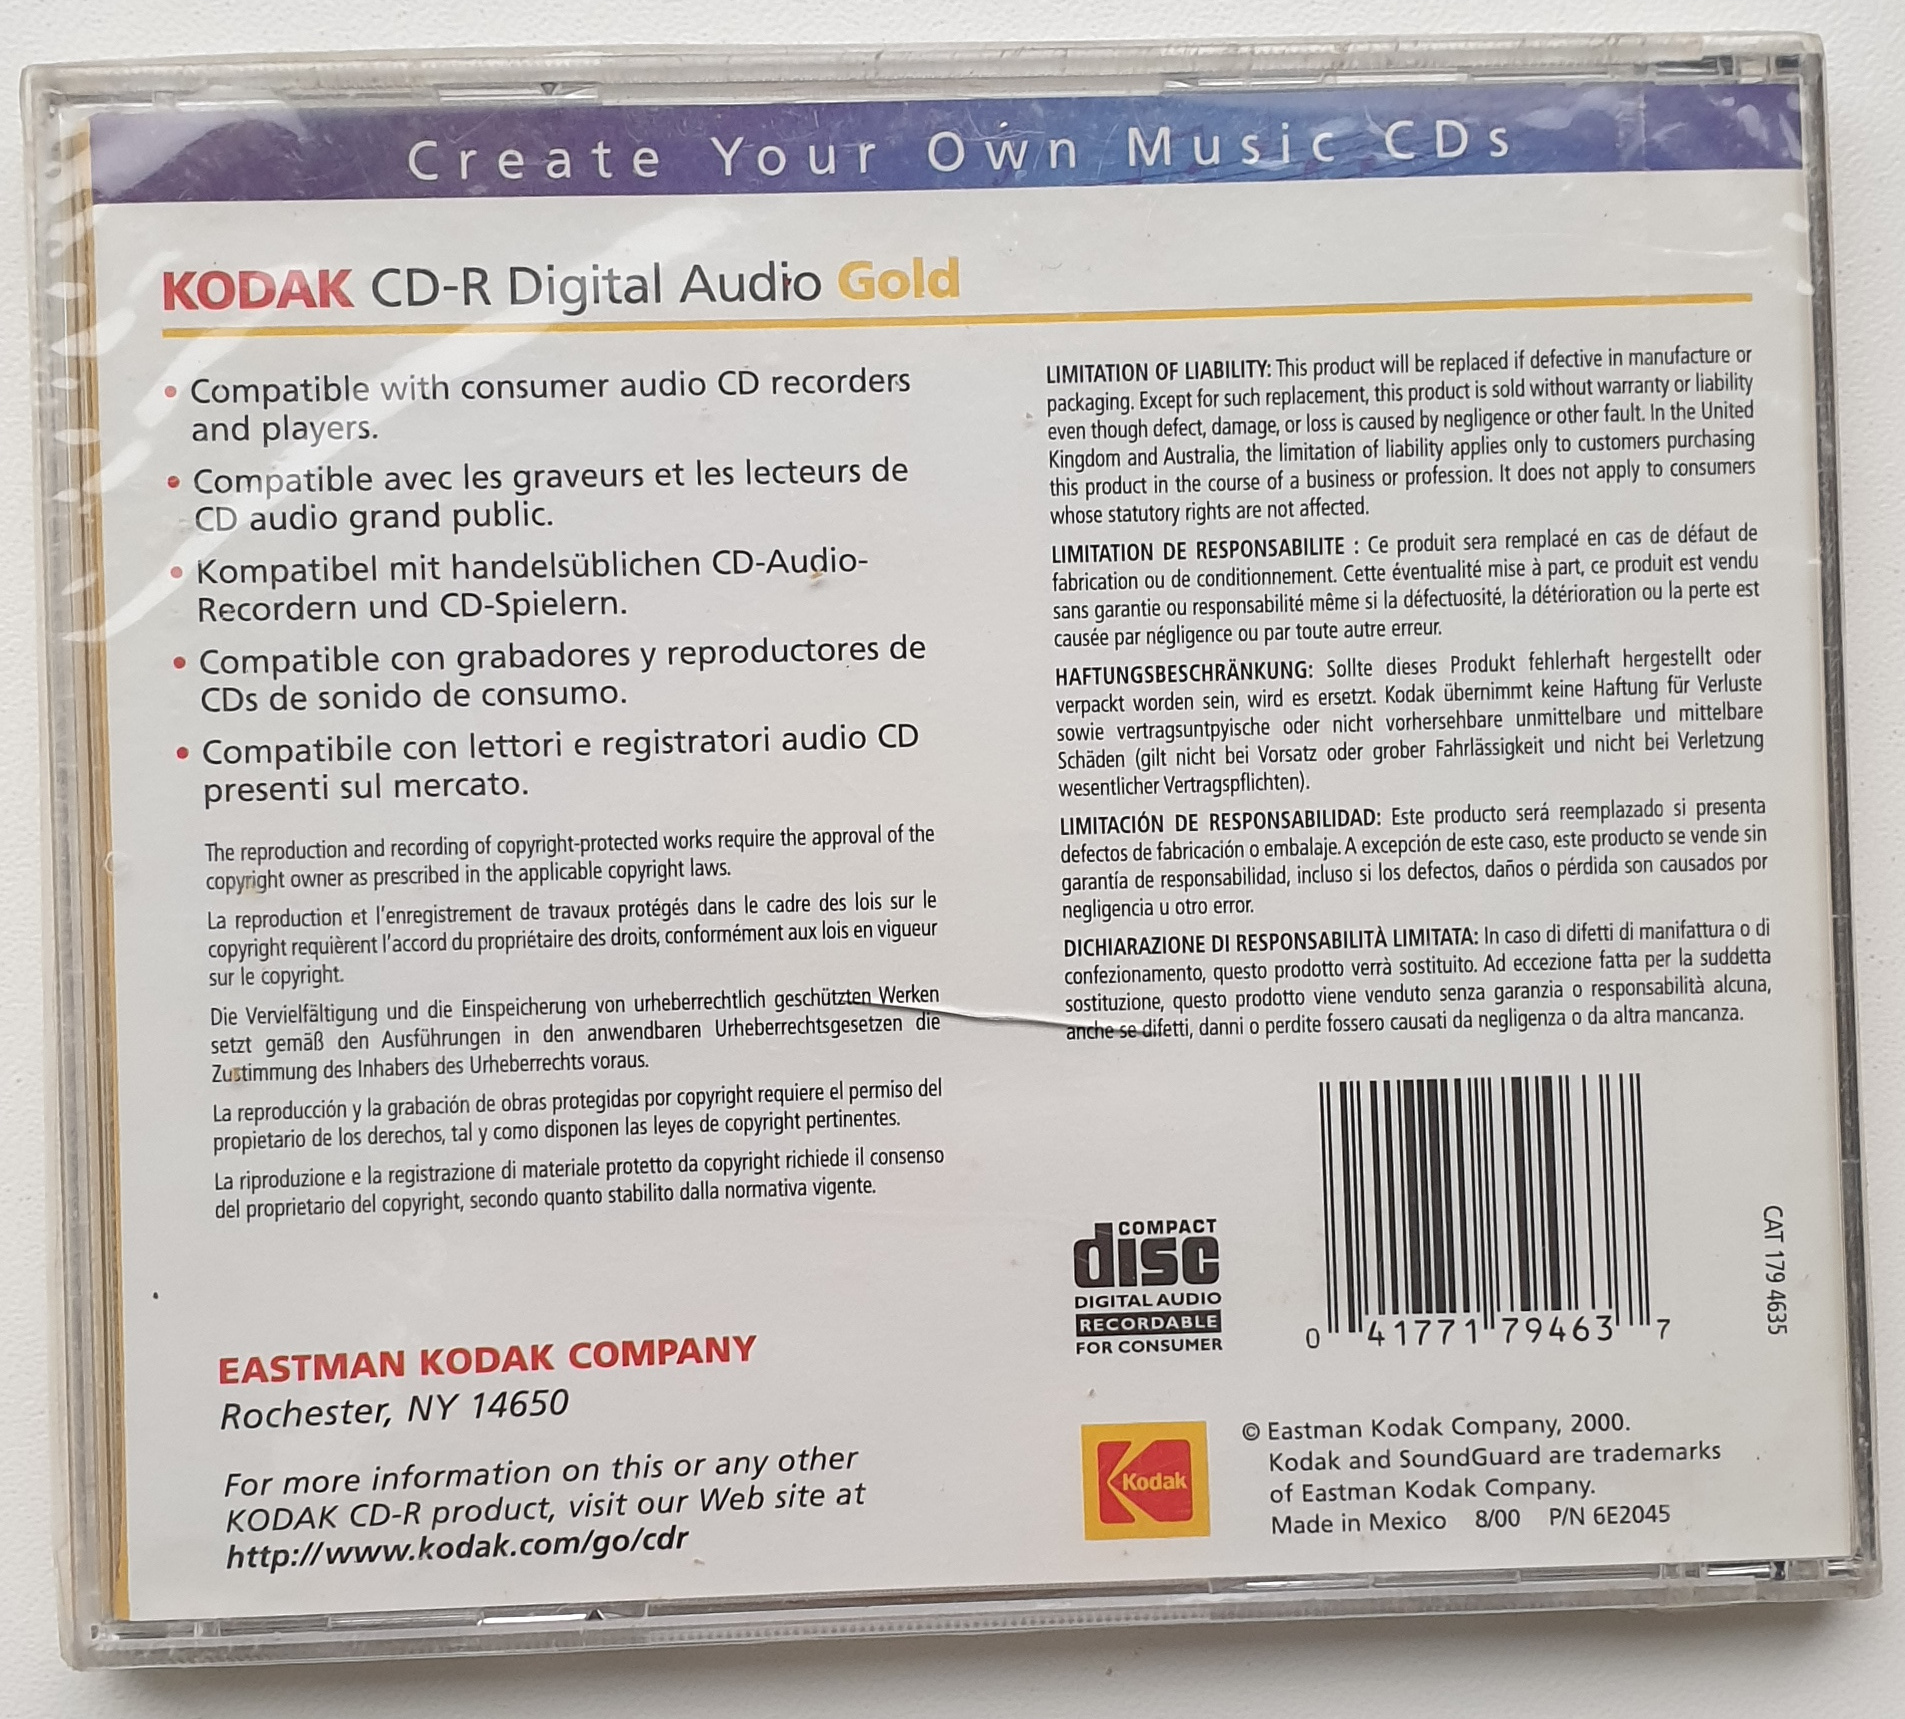 Create Your Own Music CDs
KODAK CD-R Digital Audio Gold
• Compatible with consumer audio CD recorders
and players.
• Compatible avec les graveurs et les lecteurs de
CD audio grand public.
• Kompatibel mit handelsüblichen CD-Audio-
Recordern und CD-Spielern.
• Compatible con grabadores y reproductores de
CDs de sonido de consumo.
• Compatibile con lettori e registratori audio CD
presenti sul mercato.
The reproduction and recording of copyright-protected works require the approval of the
copyright owner as prescribed in the applicable copyright laws.
La reproduction et l'enregistrement de travaux protégés dans le cadre des lois sur le
copyright requièrent l'accord du propriétaire des droits, conformément aux lois en vigueur
sur le copyright.
Die Vervielfältigung und die Einspeicherung von urheberrechtlich geschützten Werken
setzt gemäß den Ausführungen in den anwendbaren Urheberrechtsgesetzen die
Zustimmung des Inhabers des Urheberrechts voraus.
La reproducción y la grabación de obras protegidas por copyright requiere el permiso del
propietario de los derechos, tal y como disponen las leyes de copyright pertinentes.
La riproduzione e la registrazione di materiale protetto da copyright richiede il consenso
del proprietario del copyright, secondo quanto stabilito dalla normativa vigente.
EASTMAN KODAK COMPANY
Rochester, NY 14650
For more information on this or any other
KODAK CD-R product, visit our Web site at
http://www.kodak.com/go/cdr
LIMITATION OF LIABILITY: This product will be replaced if defective in manufacture or
packaging. Except for such replacement, this product is sold without warranty or liability
even though defect, damage, or loss is caused by negligence or other fault. In the United
Kingdom and Australia, the limitation of liability applies only to customers purchasing
this product in the course of a business or profession. It does not apply to consumers
whose statutory rights are not affected.
LIMITATION DE RESPONSABILITE : Ce produit sera remplacé en cas de défaut de
fabrication ou de conditionnement. Cette éventualité mise à part, ce produit est vendu
sans garantie ou responsabilité même si la défectuosité, la détérioration ou la perte est
causée par négligence ou par toute autre erreur.
HAFTUNGSBESCHRÄNKUNG: Sollte dieses Produkt fehlerhaft hergestellt oder
verpackt worden sein, wird es ersetzt. Kodak übernimmt keine Haftung für Verluste
sowie vertragsuntpyische oder nicht vorhersehbare unmittelbare und mittelbare
Schäden (gilt nicht bei Vorsatz oder grober Fahrlässigkeit und nicht bei Verletzung
wesentlicher Vertragspflichten).
LIMITACIÓN DE RESPONSABILIDAD: Este producto será reemplazado si presenta
defectos de fabricación o embalaje. A excepción de este caso, este producto se vende sin
garantía de responsabilidad, incluso si los defectos, daños o pérdida son causados por
negligencia u otro error.
DICHIARAZIONE DI RESPONSABILITÀ LIMITATA: In caso di difetti di manifattura o di
confezionamento, questo prodotto verrà sostituito. Ad eccezione fatta per la suddetta
sostituzione, questo prodotto viene venduto senza garanzia o responsabilità alcuna,
anche se difetti, danni o perdite fossero causati da negligenza o da altra mancanza.
COMPACT
disc
DIGITAL AUDIO
RECORDABLE
FOR CONSUMER
0 41771 79463 7
CAT 179 4635
Kodak
© Eastman Kodak Company, 2000.
Kodak and SoundGuard are trademarks
of Eastman Kodak Company.
Made in Mexico 8/00 P/N 6E2045